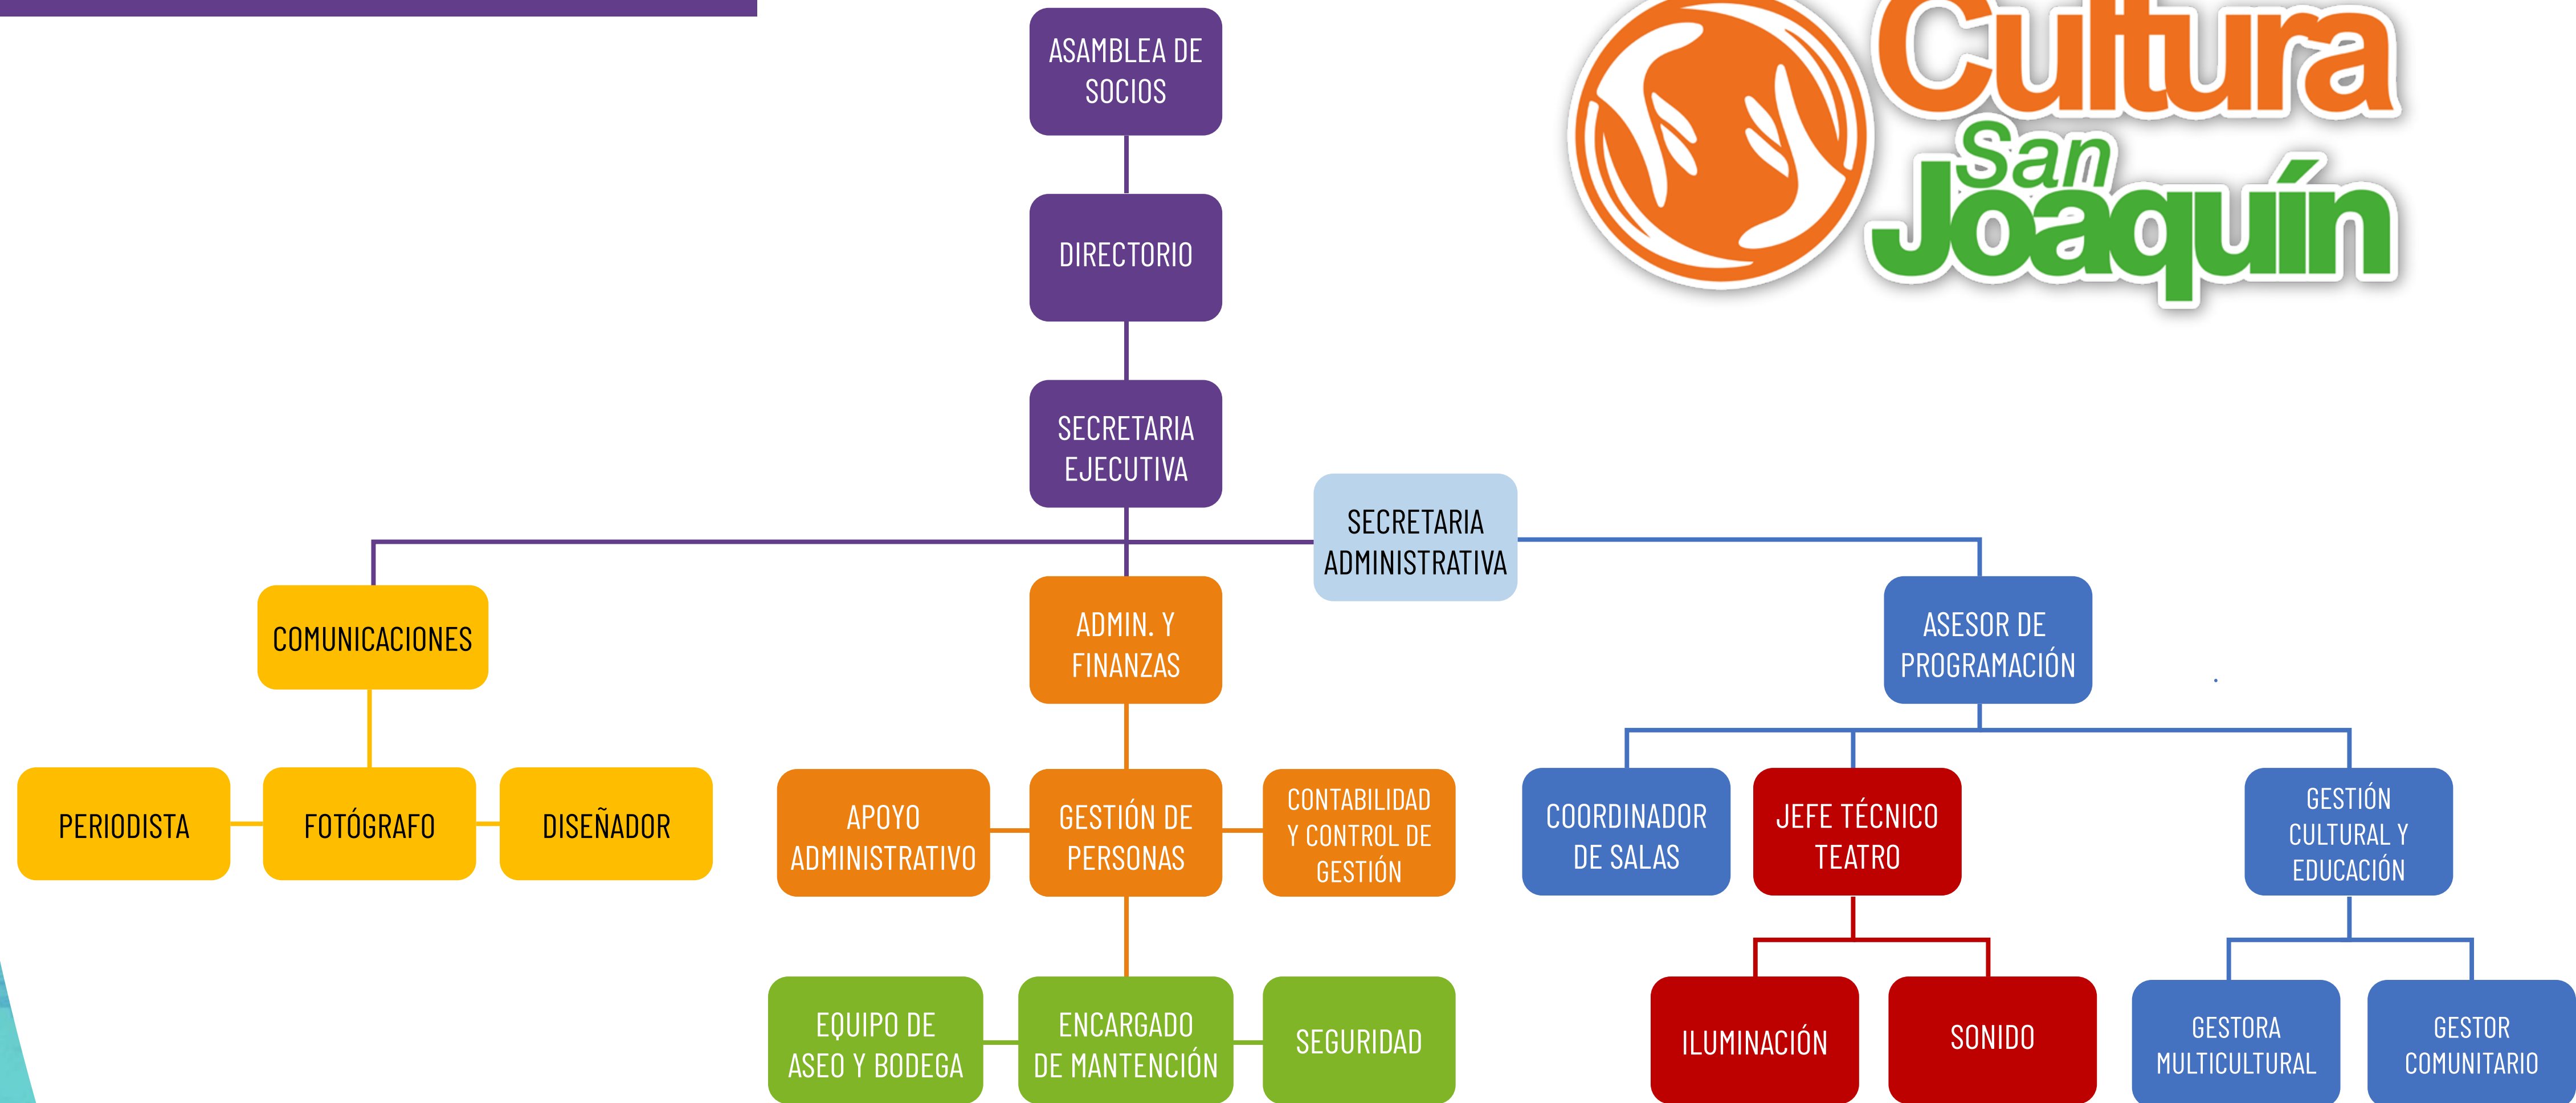 Cultura
San
Joaquín
ASAMBLEA DE
SOCIOS
DIRECTORIO
SECRETARIA
EJECUTIVA
SECRETARIA
ADMINISTRATIVA
COMUNICACIONES
ADMIN. Y
FINANZAS
ASESOR DE
PROGRAMACIÓN
PERIODISTA
FOTÓGRAFO
DISEÑADOR
APOYO
ADMINISTRATIVO
GESTIÓN DE
PERSONAS
CONTABILIDAD
Y CONTROL DE
GESTIÓN
COORDINADOR
DE SALAS
JEFE TÉCNICO
TEATRO
GESTIÓN
CULTURAL Y
EDUCACIÓN
EQUIPO DE
ASEO Y BODEGA
ENCARGADO
DE MANTENCIÓN
SEGURIDAD
ILUMINACIÓN
SONIDO
GESTORA
MULTICULTURAL
GESTOR
COMUNITARIO